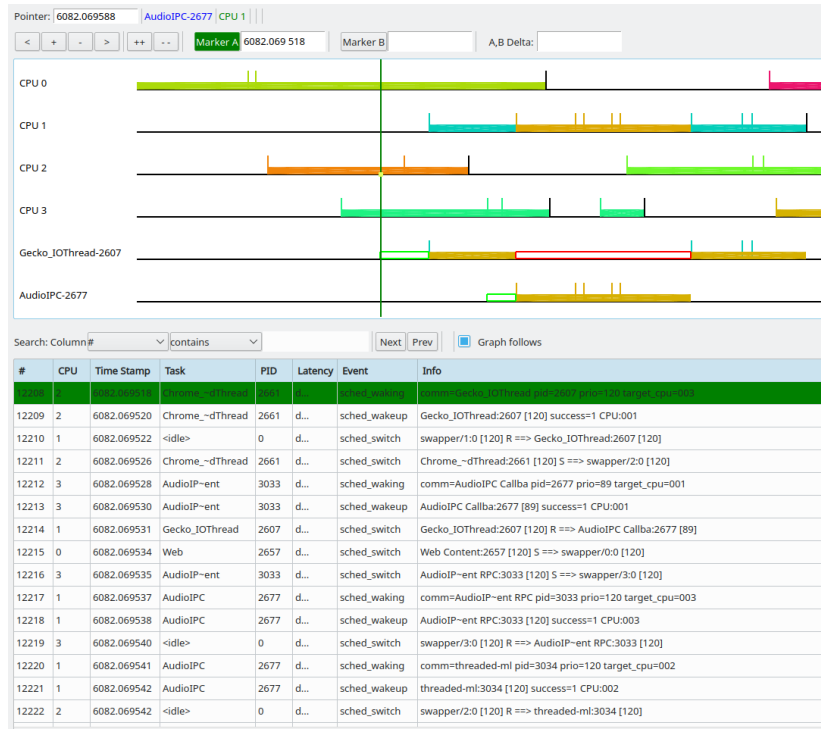 Pointer: 6082.069588 AudioIPC-2677 CPU 1
< + - > ++ -- Marker A 6082.069 518 Marker B A,B Delta:
CPU 0
CPU 1
CPU 2
CPU 3
Gecko_IOThread-2607
AudioIPC-2677
Search: Column # contains Next Prev Graph follows
# CPU Time Stamp Task PID Latency Event Info
12208 2 6082.069518 Chrome_~dThread 2661 d... sched_waking comm=Gecko_IOThread pid=2607 prio=120 target_cpu=003
12209 2 6082.069520 Chrome_~dThread 2661 d... sched_wakeup Gecko_IOThread:2607 [120] success=1 CPU:001
12210 1 6082.069522 <idle> 0 d... sched_switch swapper/1:0 [120] R ==> Gecko_IOThread:2607 [120]
12211 2 6082.069526 Chrome_~dThread 2661 d... sched_switch Chrome_~dThread:2661 [120] S ==> swapper/2:0 [120]
12212 3 6082.069528 AudioIP~ent 3033 d... sched_waking comm=AudioIPC Callba pid=2677 prio=89 target_cpu=001
12213 3 6082.069530 AudioIP~ent 3033 d... sched_wakeup AudioIPC Callba:2677 [89] success=1 CPU:001
12214 1 6082.069531 Gecko_IOThread 2607 d... sched_switch Gecko_IOThread:2607 [120] R ==> AudioIPC Callba:2677 [89]
12215 0 6082.069534 Web 2657 d... sched_switch Web Content:2657 [120] S ==> swapper/0:0 [120]
12216 3 6082.069535 AudioIP~ent 3033 d... sched_switch AudioIP~ent RPC:3033 [120] S ==> swapper/3:0 [120]
12217 1 6082.069537 AudioIPC 2677 d... sched_waking comm=AudioIP~ent RPC pid=3033 prio=120 target_cpu=003
12218 1 6082.069538 AudioIPC 2677 d... sched_wakeup AudioIP~ent RPC:3033 [120] success=1 CPU:003
12219 3 6082.069540 <idle> 0 d... sched_switch swapper/3:0 [120] R ==> AudioIP~ent RPC:3033 [120]
12220 1 6082.069541 AudioIPC 2677 d... sched_waking comm=threaded-ml pid=3034 prio=120 target_cpu=002
12221 1 6082.069542 AudioIPC 2677 d... sched_wakeup threaded-ml:3034 [120] success=1 CPU:002
12222 2 6082.069542 <idle> 0 d... sched_switch swapper/2:0 [120] R ==> threaded-ml:3034 [120]